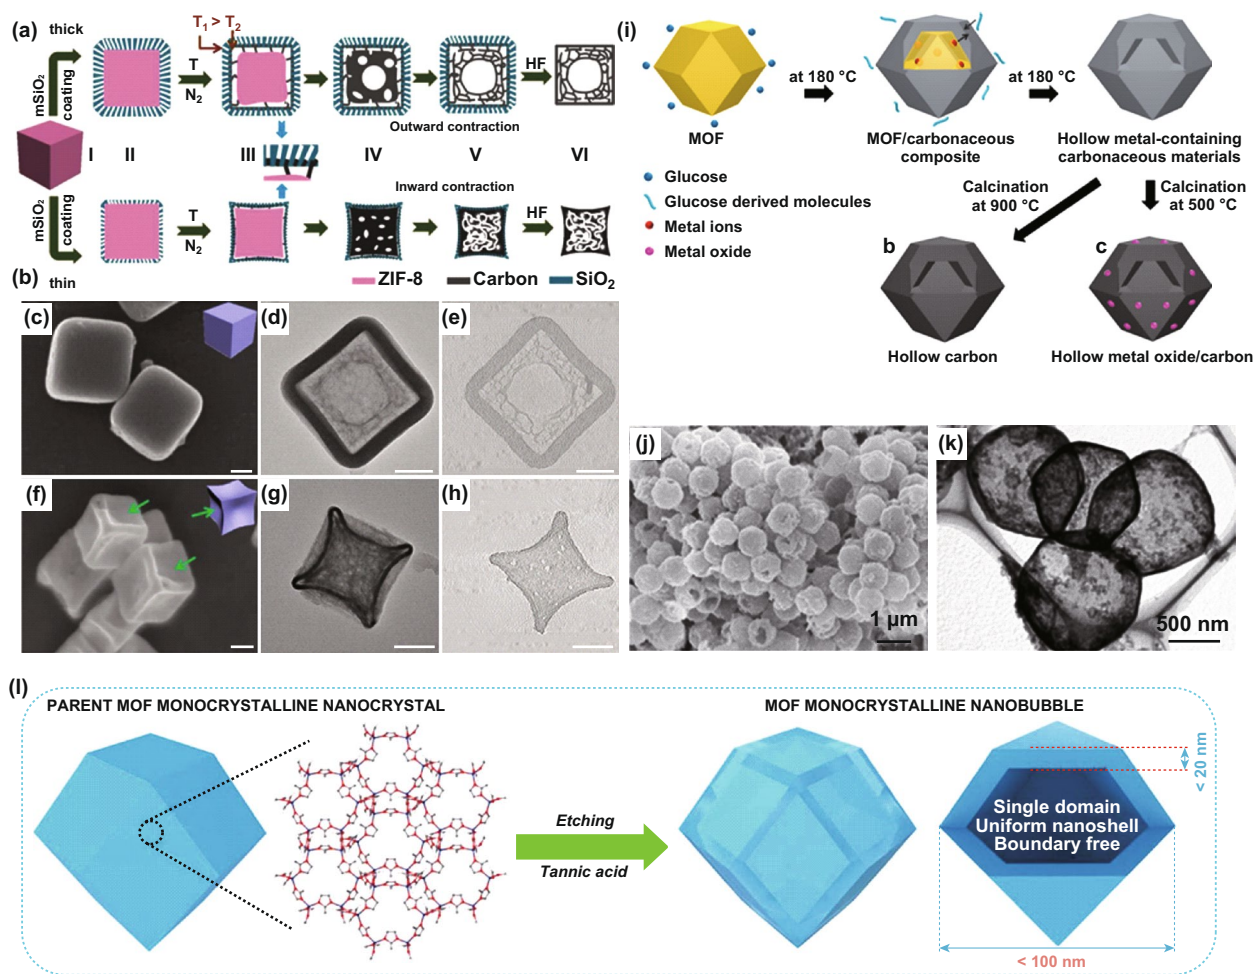 (a)
thick
mSiO2
coating
T1 > T2
T
N2
HF
Outward contraction
I II III IV V VI
Inward contraction
mSiO2
coating
T
N2
HF
(b)
thin
ZIF-8 Carbon SiO2
(c)
(d)
(e)
(f)
(g)
(h)
(i)
at 180 °C
at 180 °C
MOF
MOF/carbonaceous
composite
Hollow metal-containing
carbonaceous materials
Glucose
Glucose derived molecules
Metal ions
Metal oxide
Calcination
at 900 °C
Calcination
at 500 °C
b
c
Hollow carbon
Hollow metal oxide/carbon
(j)
1 µm
(k)
500 nm
(l)
PARENT MOF MONOCRYSTALLINE NANOCRYSTAL
MOF MONOCRYSTALLINE NANOBUBBLE
Etching
Tannic acid
Single domain
Uniform nanoshell
Boundary free
< 20 nm
< 100 nm